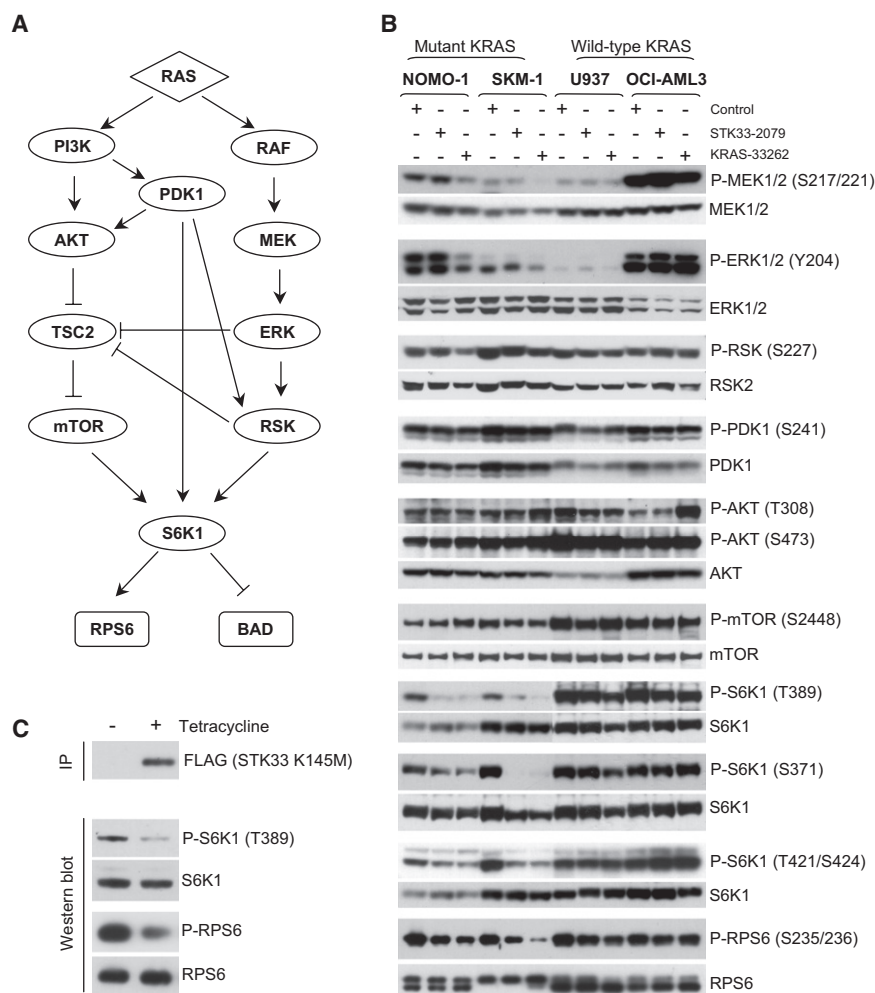 A
RAS
PI3K
RAF
PDK1
AKT
MEK
TSC2
ERK
mTOR
RSK
S6K1
RPS6
BAD
B
Mutant KRAS Wild-type KRAS
NOMO-1 SKM-1 U937 OCI-AML3
+ - - + - - + - - + - - Control
- + - - + - - + - - + - STK33-2079
- - + - - + - - + - - + KRAS-33262
P-MEK1/2 (S217/221)
MEK1/2
P-ERK1/2 (Y204)
ERK1/2
P-RSK (S227)
RSK2
P-PDK1 (S241)
PDK1
P-AKT (T308)
P-AKT (S473)
AKT
P-mTOR (S2448)
mTOR
P-S6K1 (T389)
S6K1
P-S6K1 (S371)
S6K1
P-S6K1 (T421/S424)
S6K1
P-RPS6 (S235/236)
RPS6
C
- + Tetracycline
IP
FLAG (STK33 K145M)
Western blot
P-S6K1 (T389)
S6K1
P-RPS6
RPS6